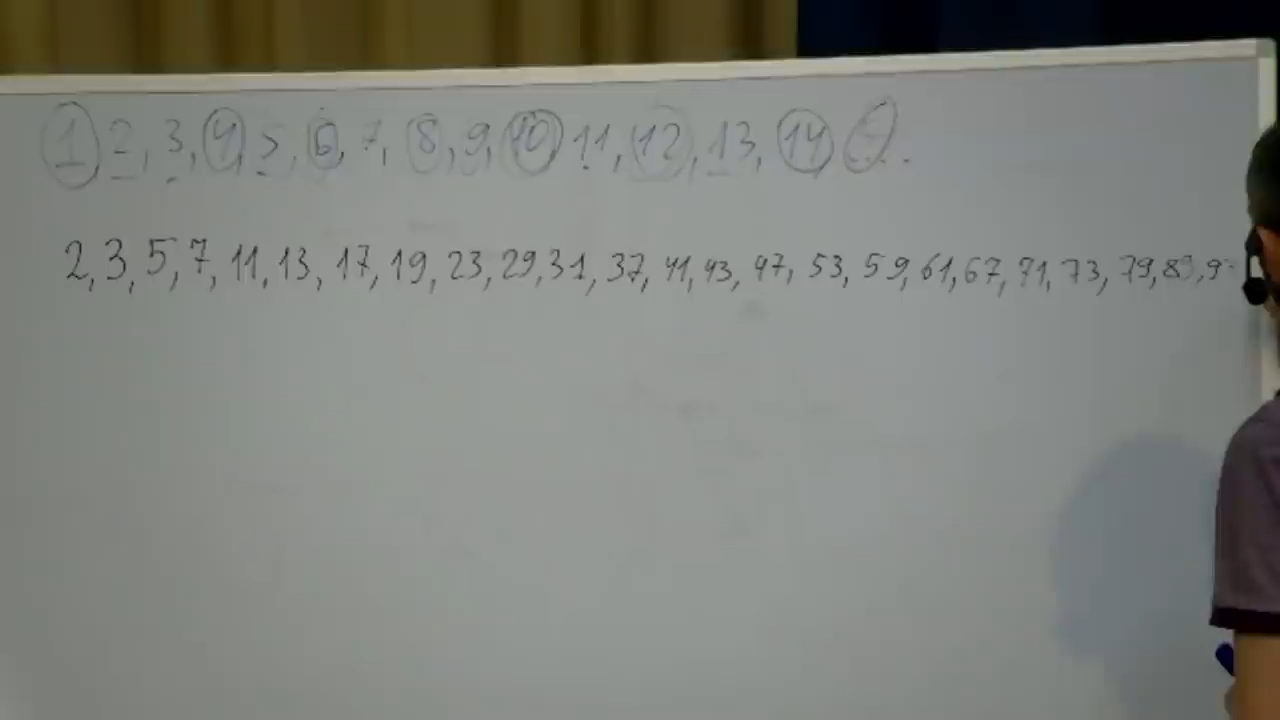 1 2, 3, 4, 5, 6, 7, 8, 9, 10 11, 12, 13, 14
2, 3, 5, 7, 11, 13, 17, 19, 23, 29, 31, 37, 41, 43, 47, 53, 59, 61, 67, 71, 73, 79,